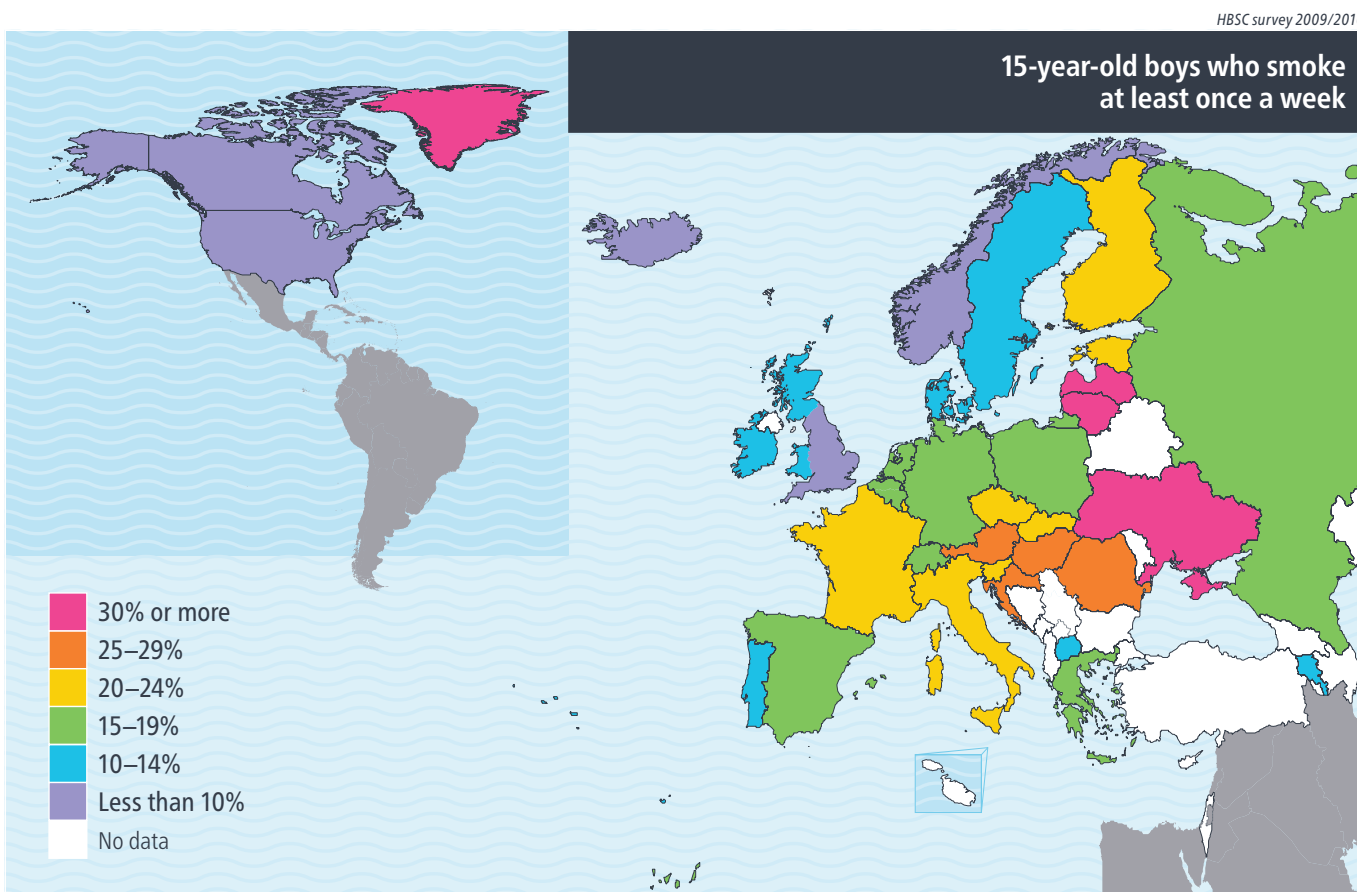 HBSC survey 2009/201
15-year-old boys who smoke
at least once a week
30% or more
25–29%
20–24%
15–19%
10–14%
Less than 10%
No data